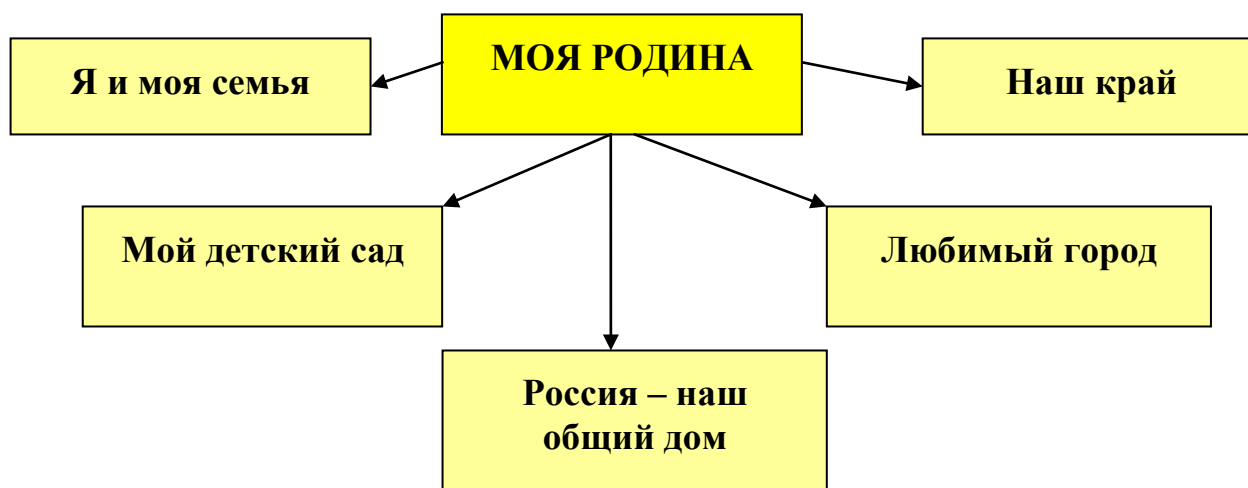 МОЯ РОДИНА
Я и моя семья
Наш край
Мой детский сад
Любимый город
Россия – наш
общий дом